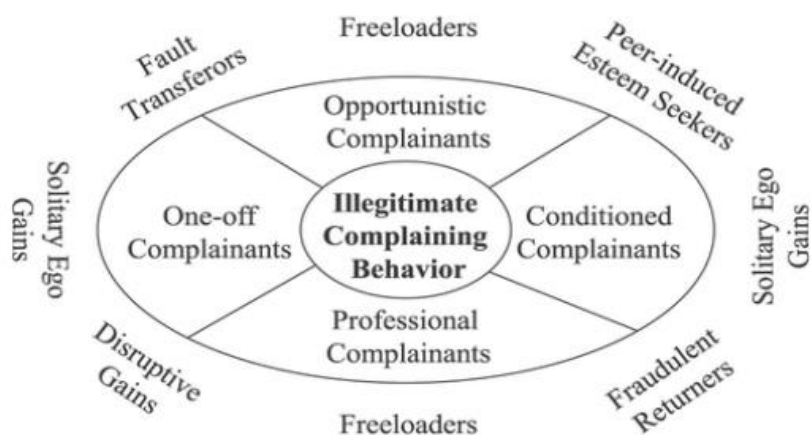 Freeloaders
Fault
Transferors
Peer-induced
Esteem Seekers
Opportunistic
Complainants
Solitary Ego
Gains
One-off
Complainants
Illegitimate
Complaining
Behavior
Conditioned
Complainants
Solitary Ego
Gains
Professional
Complainants
Disruptive
Gains
Fraudulent
Returners
Freeloaders